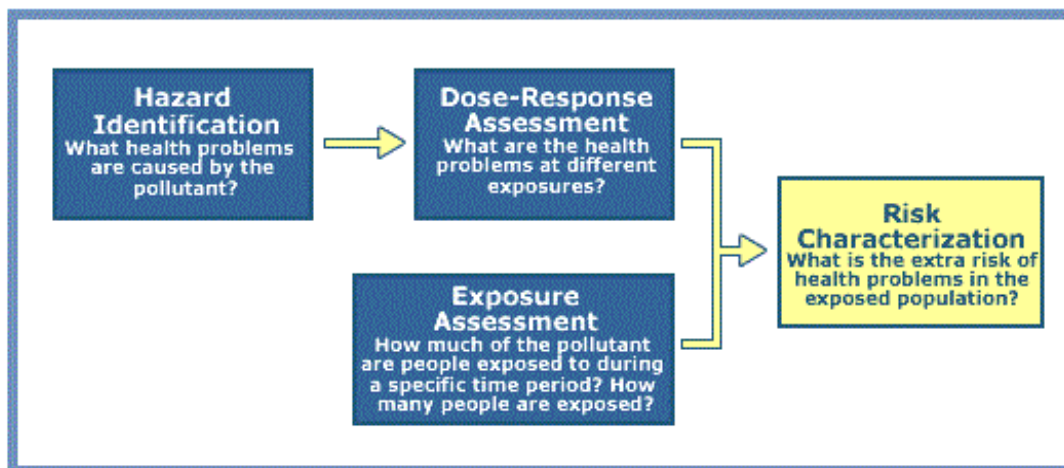 Hazard
Identification
What health problems
are caused by the
pollutant?
Dose-Response
Assessment
What are the health
problems at different
exposures?
Exposure
Assessment
How much of the pollutant
are people exposed to during
a specific time period? How
many people are exposed?
Risk
Characterization
What is the extra risk of
health problems in the
exposed population?